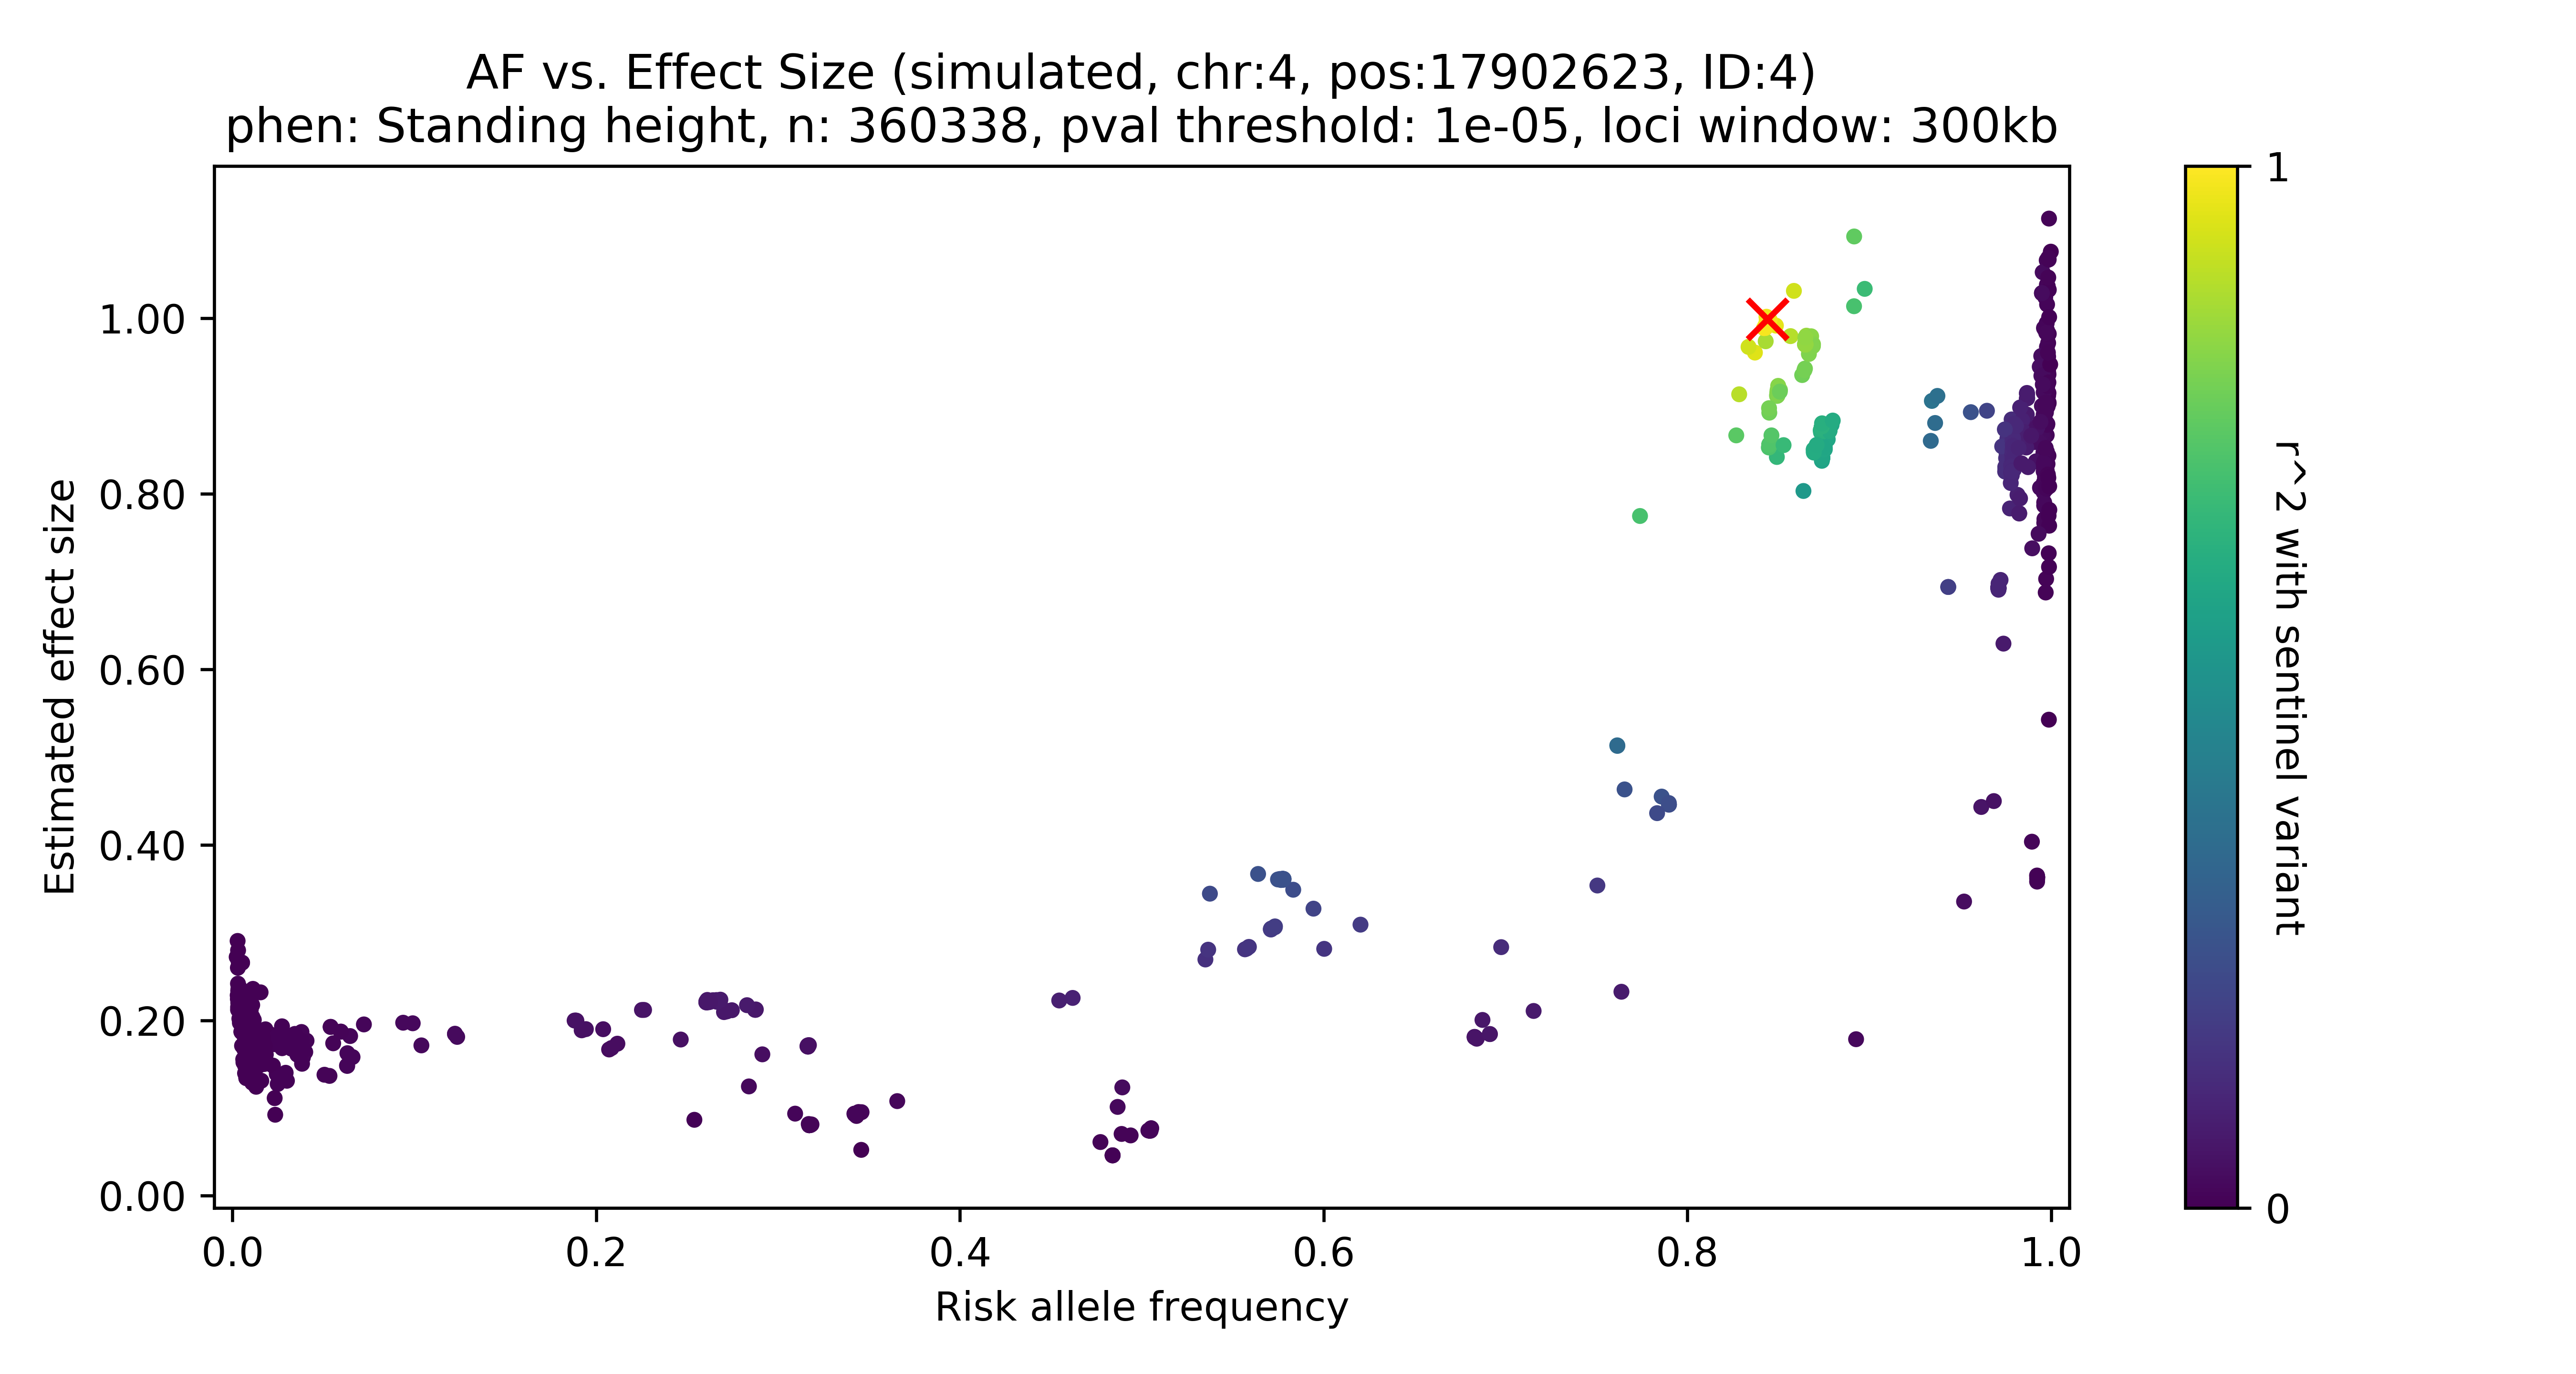 AF vs. Effect Size (simulated, chr:4, pos:17902623, ID:4)
phen: Standing height, n: 360338, pval threshold: 1e-05, loci window: 300kb
Estimated effect size
1.00
0.80
0.60
0.40
0.20
0.00
0.0
0.2
0.4
0.6
0.8
1.0
Risk allele frequency
1
0
r^2 with sentinel variant